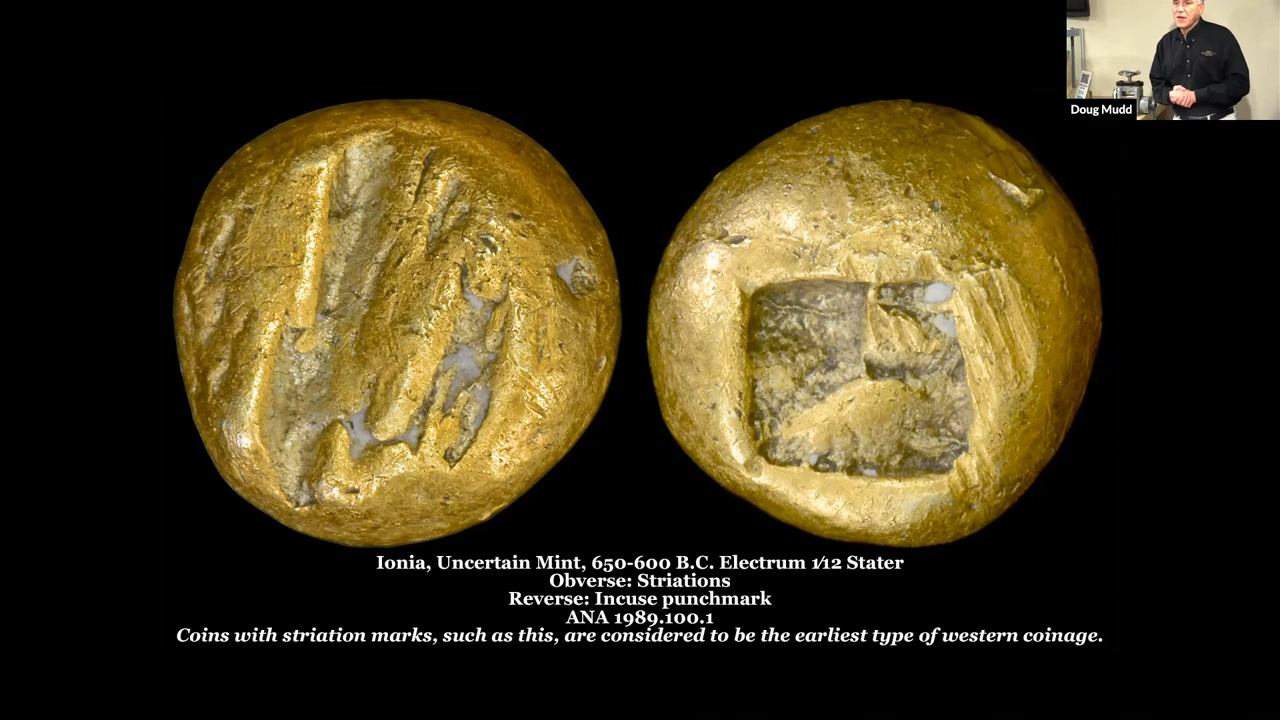 Doug Mudd
Ionia, Uncertain Mint, 650-600 B.C. Electrum 1⁄12 Stater
Obverse: Striations
Reverse: Incuse punchmark
ANA 1989.100.1
Coins with striation marks, such as this, are considered to be the earliest type of western coinage.